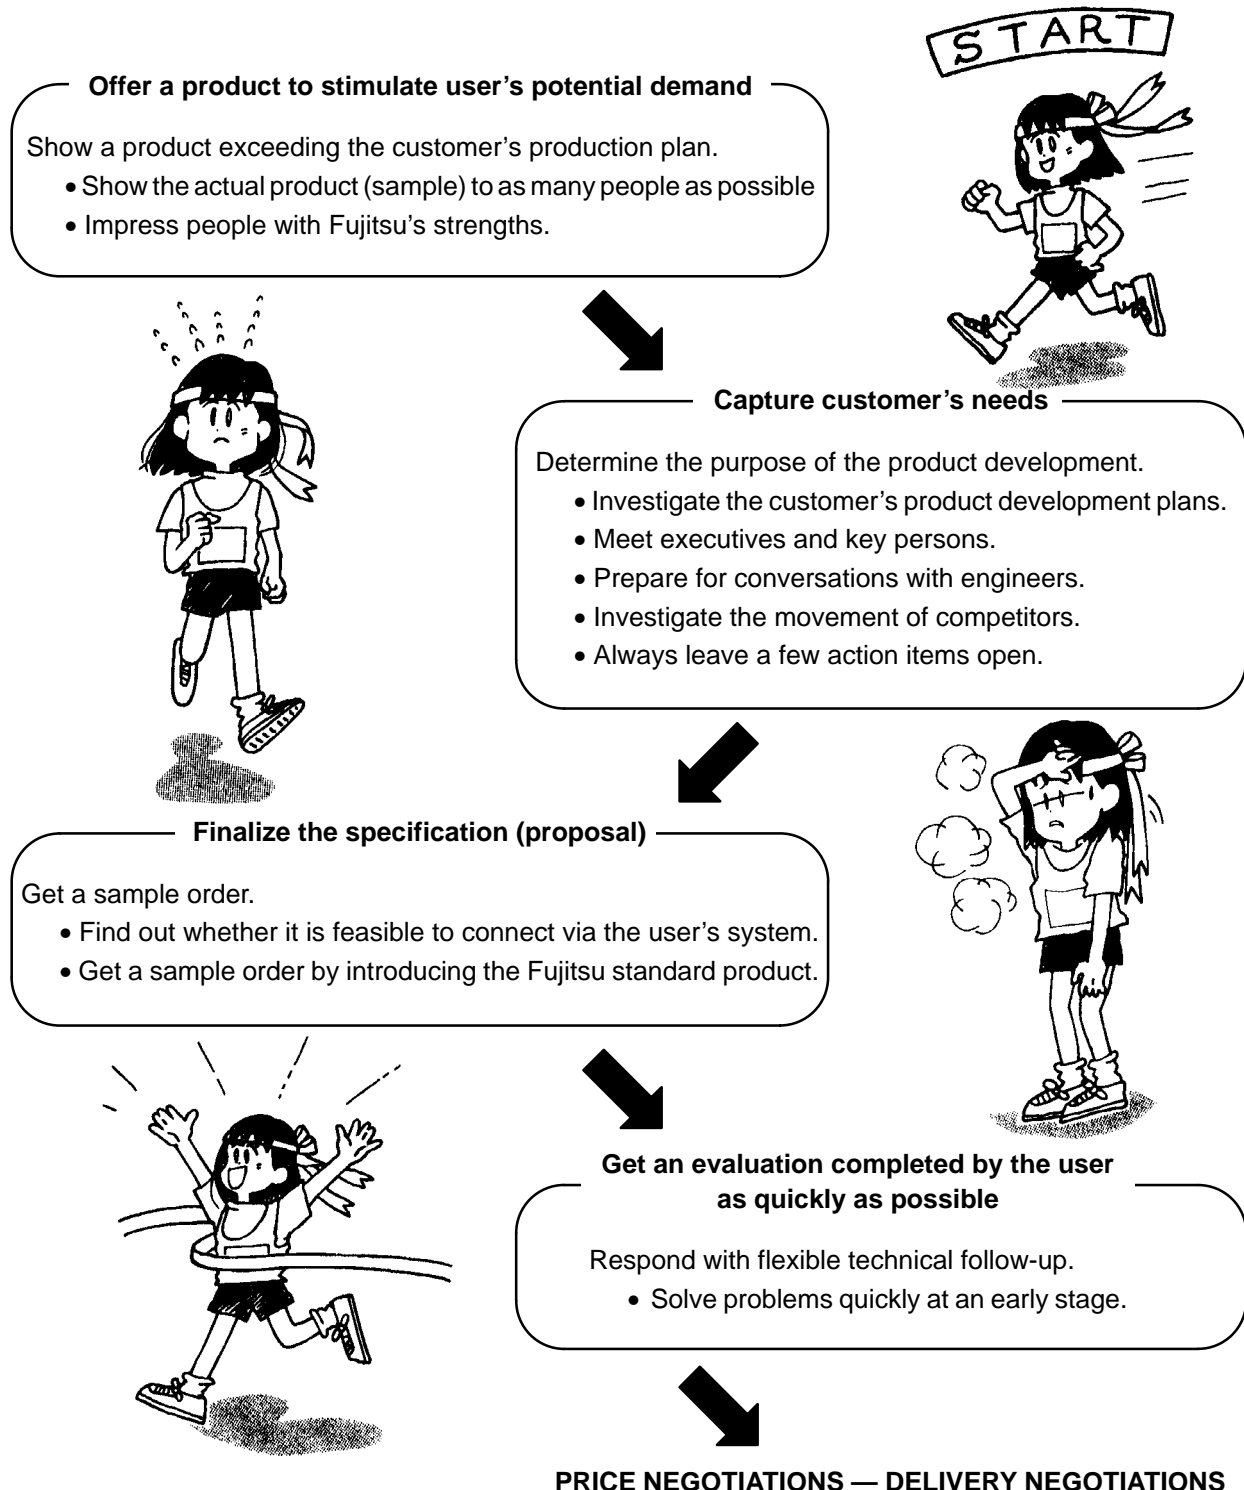 START
Offer a product to stimulate user’s potential demand
Show a product exceeding the customer’s production plan.
• Show the actual product (sample) to as many people as possible
• Impress people with Fujitsu’s strengths.
Capture customer’s needs
Determine the purpose of the product development.
• Investigate the customer’s product development plans.
• Meet executives and key persons.
• Prepare for conversations with engineers.
• Investigate the movement of competitors.
• Always leave a few action items open.
Finalize the specification (proposal)
Get a sample order.
• Find out whether it is feasible to connect via the user’s system.
• Get a sample order by introducing the Fujitsu standard product.
Get an evaluation completed by the user
as quickly as possible
Respond with flexible technical follow-up.
• Solve problems quickly at an early stage.
PRICE NEGOTIATIONS — DELIVERY NEGOTIATIONS